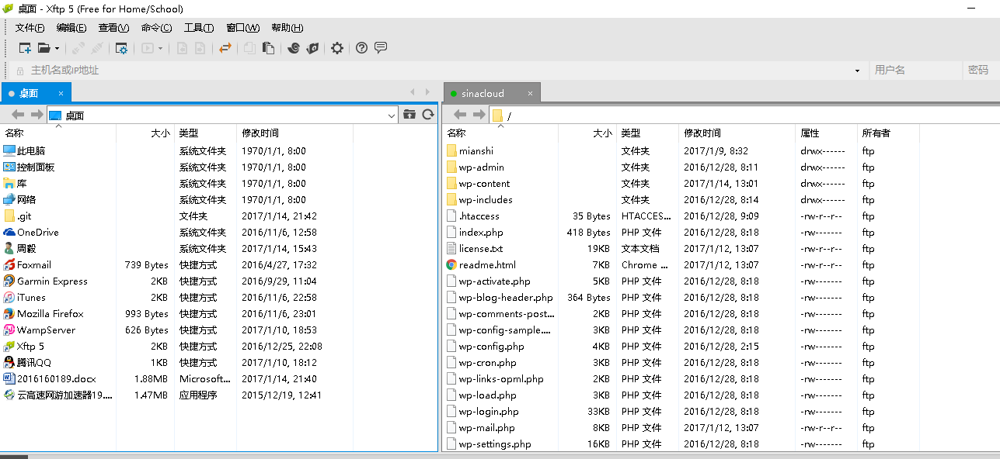 桌面 - Xftp 5 (Free for Home/School)
文件(F) 编辑(E) 查看(V) 命令(C) 工具(T) 窗口(W) 帮助(H)
主机名或IP地址 用户名 密码
桌面 × sinacloud ×
桌面 /
名称 大小 类型 修改时间 名称 大小 类型 修改时间 属性 所有者
此电脑 系统文件夹 1970/1/1, 8:00 mianshi 文件夹 2017/1/9, 8:32 drwx------ ftp
控制面板 系统文件夹 1970/1/1, 8:00 wp-admin 文件夹 2016/12/28, 8:11 drwx------ ftp
库 系统文件夹 1970/1/1, 8:00 wp-content 文件夹 2017/1/14, 13:01 drwx------ ftp
网络 系统文件夹 1970/1/1, 8:00 wp-includes 文件夹 2016/12/28, 8:14 drwx------ ftp
.git 文件夹 2017/1/14, 21:42 .htaccess 35 Bytes HTACCES... 2016/12/28, 9:09 -rw-r--r-- ftp
OneDrive 系统文件夹 2016/11/6, 12:58 index.php 418 Bytes PHP 文件 2016/12/28, 8:18 -rw------- ftp
周毅 系统文件夹 2017/1/14, 15:43 license.txt 19KB 文本文档 2017/1/12, 13:07 -rw-r--r-- ftp
Foxmail 739 Bytes 快捷方式 2016/4/27, 17:32 readme.html 7KB Chrome ... 2017/1/12, 13:07 -rw-r--r-- ftp
Garmin Express 2KB 快捷方式 2016/9/29, 11:04 wp-activate.php 5KB PHP 文件 2016/12/28, 8:18 -rw------- ftp
iTunes 2KB 快捷方式 2016/11/6, 22:58 wp-blog-header.php 364 Bytes PHP 文件 2016/12/28, 8:18 -rw------- ftp
Mozilla Firefox 993 Bytes 快捷方式 2016/11/6, 23:01 wp-comments-post... 2KB PHP 文件 2016/12/28, 8:18 -rw------- ftp
WampServer 626 Bytes 快捷方式 2017/1/10, 18:53 wp-config-sample.... 3KB PHP 文件 2016/12/28, 8:18 -rw------- ftp
Xftp 5 2KB 快捷方式 2016/12/25, 22:08 wp-config.php 4KB PHP 文件 2016/12/28, 2:15 -rw------- ftp
腾讯QQ 1KB 快捷方式 2017/1/10, 18:12 wp-cron.php 3KB PHP 文件 2016/12/28, 8:18 -rw------- ftp
2016160189.docx 1.88MB Microsoft... 2017/1/14, 21:40 wp-links-opml.php 2KB PHP 文件 2016/12/28, 8:18 -rw------- ftp
云高速网游加速器19.... 1.47MB 应用程序 2015/12/19, 12:41 wp-load.php 3KB PHP 文件 2016/12/28, 8:18 -rw------- ftp
wp-login.php 33KB PHP 文件 2016/12/28, 8:18 -rw------- ftp
wp-mail.php 8KB PHP 文件 2017/1/12, 13:07 -rw-r--r-- ftp
wp-settings.php 16KB PHP 文件 2016/12/28, 8:18 -rw------- ftp